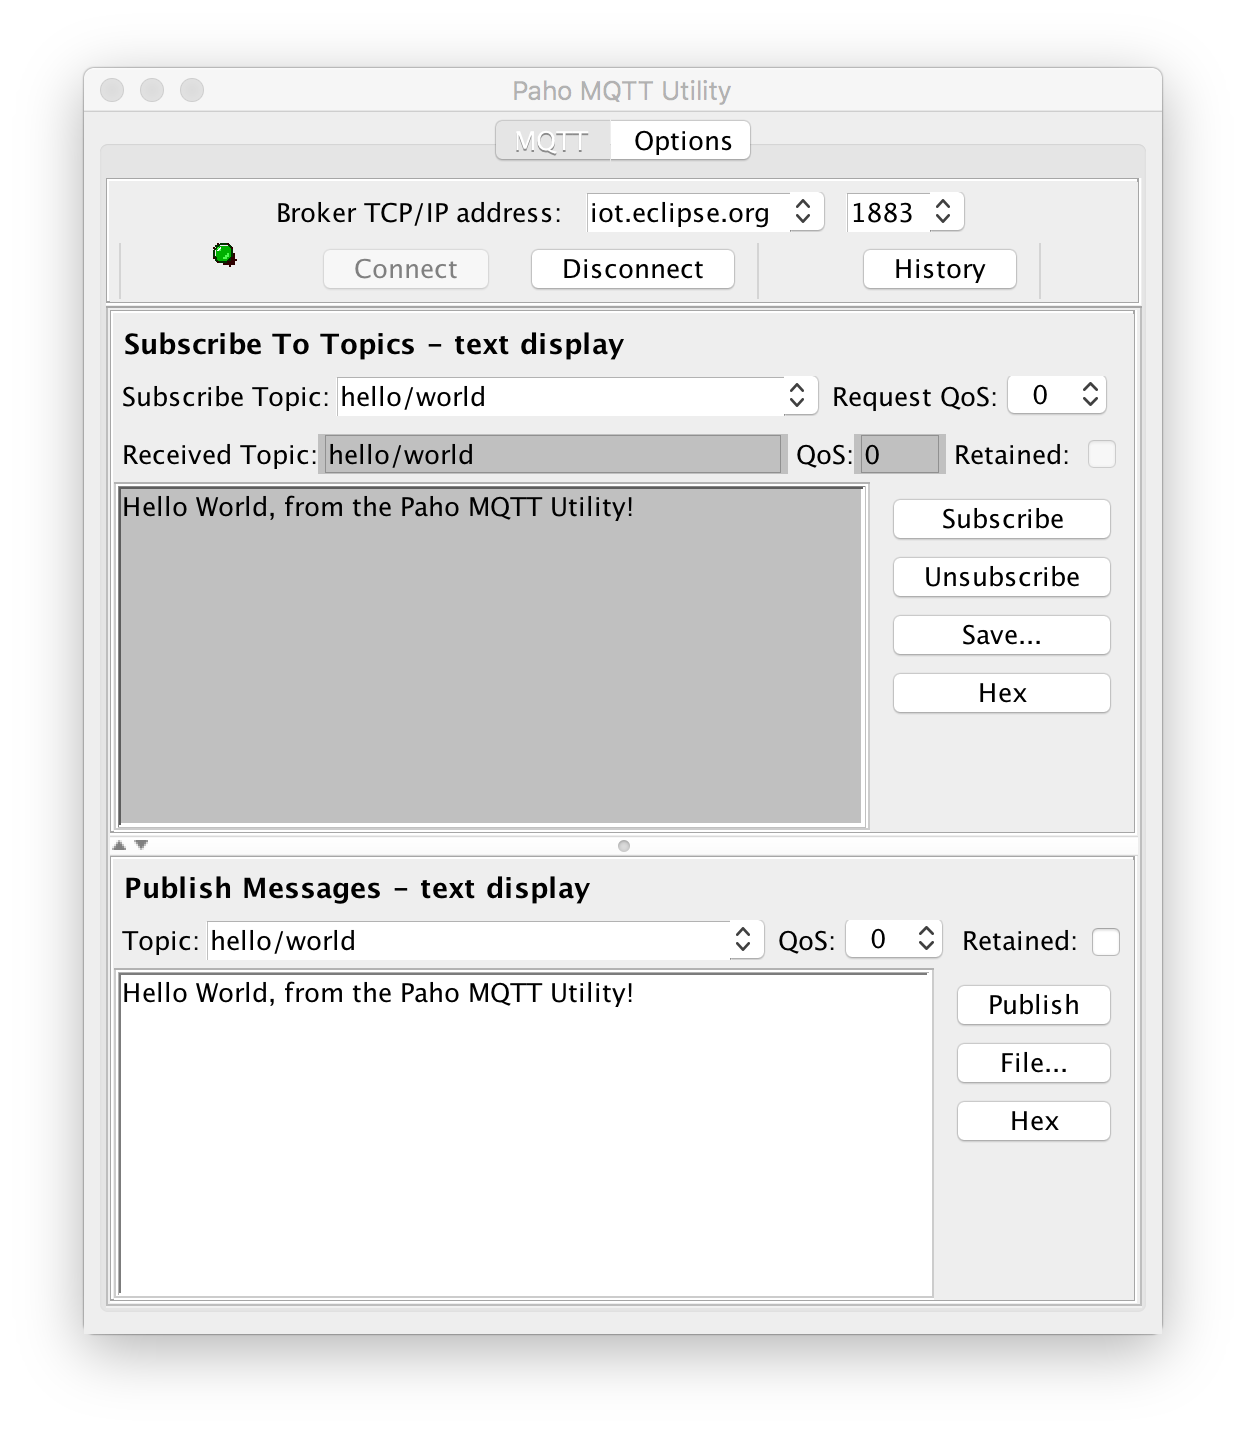 Paho MQTT Utility
MQTT Options
Broker TCP/IP address: iot.eclipse.org 1883
Connect Disconnect History
Subscribe To Topics – text display
Subscribe Topic: hello/world Request QoS: 0
Received Topic: hello/world QoS: 0 Retained:
Hello World, from the Paho MQTT Utility!
Subscribe
Unsubscribe
Save...
Hex
Publish Messages – text display
Topic: hello/world QoS: 0 Retained:
Hello World, from the Paho MQTT Utility!
Publish
File...
Hex